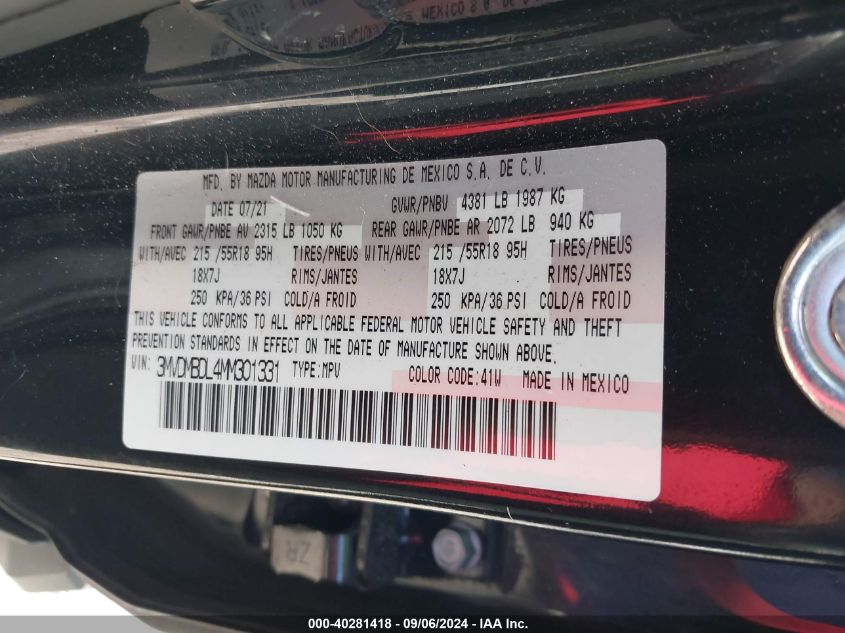 MEXICO S.A. DE C.V.
MFD. BY MAZDA MOTOR MANUFACTURING DE MEXICO S.A. DE C.V.
DATE 07/21 GVWR/PNBV 4381 LB 1987 KG
FRONT GAWR/PNBE AV 2315 LB 1050 KG REAR GAWR/PNBE AR 2072 LB 940 KG
WITH/AVEC 215 /55R18 95H TIRES/PNEUS WITH/AVEC 215 /55R18 95H TIRES/PNEUS
18X7J RIMS/JANTES 18X7J RIMS/JANTES
250 KPA/36 PSI COLD/A FROID 250 KPA/36 PSI COLD/A FROID
THIS VEHICLE CONFORMS TO ALL APPLICABLE FEDERAL MOTOR VEHICLE SAFETY AND THEFT
PREVENTION STANDARDS IN EFFECT ON THE DATE OF MANUFACTURE SHOWN ABOVE.
VIN: 3MVDMBDL4MM301331 TYPE:MPV COLOR CODE:41W MADE IN MEXICO
ZR
000-40281418 - 09/06/2024 - IAA Inc.